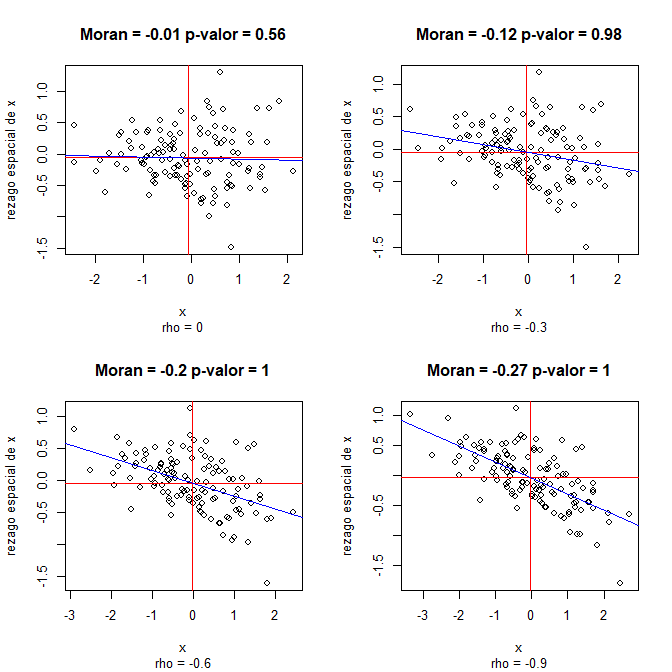 Moran = -0.01 p-valor = 0.56
rezago espacial de x
1.0
0.5
0.0
-0.5
-1.5
-2 -1 0 1 2
x
rho = 0
Moran = -0.12 p-valor = 0.98
rezago espacial de x
1.0
0.5
0.0
-0.5
-1.5
-2 -1 0 1 2
x
rho = -0.3
Moran = -0.2 p-valor = 1
rezago espacial de x
1.0
0.5
0.0
-0.5
-1.5
-3 -2 -1 0 1 2
x
rho = -0.6
Moran = -0.27 p-valor = 1
rezago espacial de x
1.0
0.5
0.0
-0.5
-1.5
-3 -2 -1 0 1 2
x
rho = -0.9